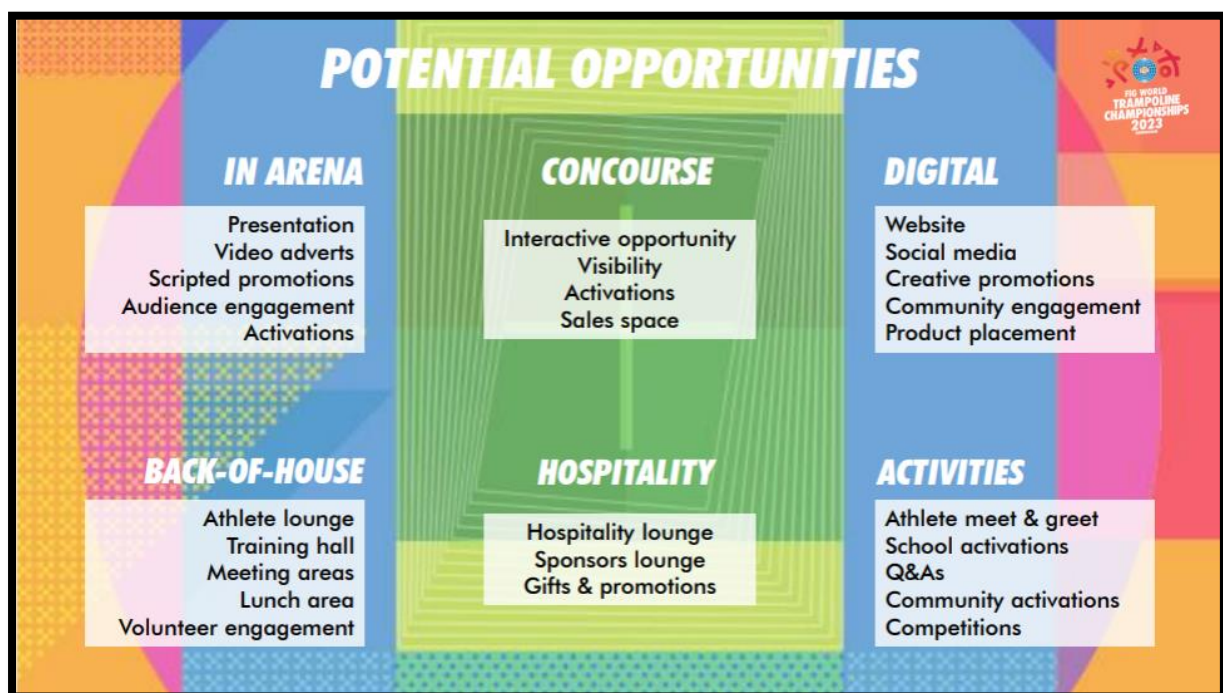 POTENTIAL OPPORTUNITIES
FIG WORLD
TRAMPOLINE
CHAMPIONSHIPS
2023
IN ARENA
Presentation
Video adverts
Scripted promotions
Audience engagement
Activations
CONCOURSE
Interactive opportunity
Visibility
Activations
Sales space
DIGITAL
Website
Social media
Creative promotions
Community engagement
Product placement
BACK-OF-HOUSE
Athlete lounge
Training hall
Meeting areas
Lunch area
Volunteer engagement
HOSPITALITY
Hospitality lounge
Sponsors lounge
Gifts & promotions
ACTIVITIES
Athlete meet & greet
School activations
Q&As
Community activations
Competitions